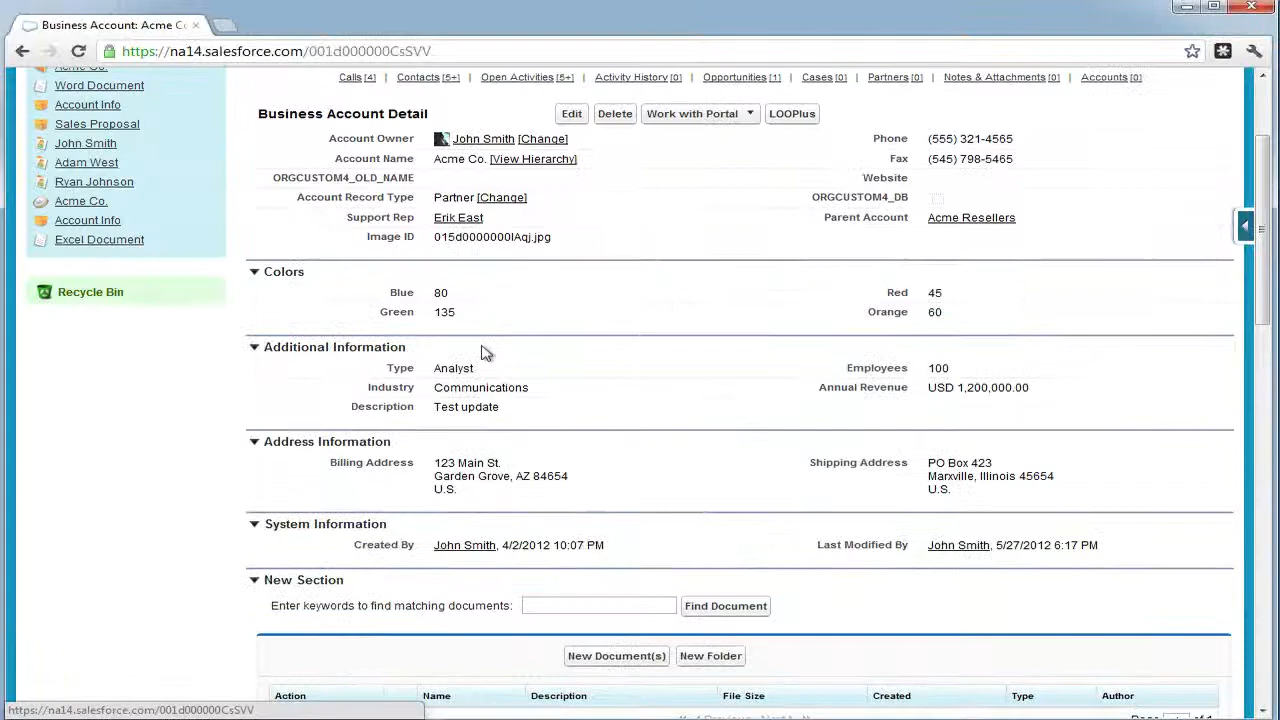 Business Account: Acme Co
https://na14.salesforce.com/001d000000CsSVV
Acme Co.
Word Document
Account Info
Sales Proposal
John Smith
Adam West
Ryan Johnson
Acme Co.
Account Info
Excel Document
Recycle Bin
Calls [4] | Contacts [5+] | Open Activities [5+] | Activity History [0] | Opportunities [1] | Cases [0] | Partners [0] | Notes & Attachments [0] | Accounts [0]
Business Account Detail Edit Delete Work with Portal LOOPlus
Account Owner John Smith [Change] Phone (555) 321-4565
Account Name Acme Co. [View Hierarchy] Fax (545) 798-5465
ORGCUSTOM4_OLD_NAME Website
Account Record Type Partner [Change] ORGCUSTOM4_DB
Support Rep Erik East Parent Account Acme Resellers
Image ID 015d0000000IAqj.jpg
Colors
Blue 80 Red 45
Green 135 Orange 60
Additional Information
Type Analyst Employees 100
Industry Communications Annual Revenue USD 1,200,000.00
Description Test update
Address Information
Billing Address 123 Main St. Shipping Address PO Box 423
Garden Grove, AZ 84654 Marxville, Illinois 45654
U.S. U.S.
System Information
Created By John Smith, 4/2/2012 10:07 PM Last Modified By John Smith, 5/27/2012 6:17 PM
New Section
Enter keywords to find matching documents: Find Document
New Document(s) New Folder
Action Name Description File Size Created Type Author
https://na14.salesforce.com/001d000000CsSVV